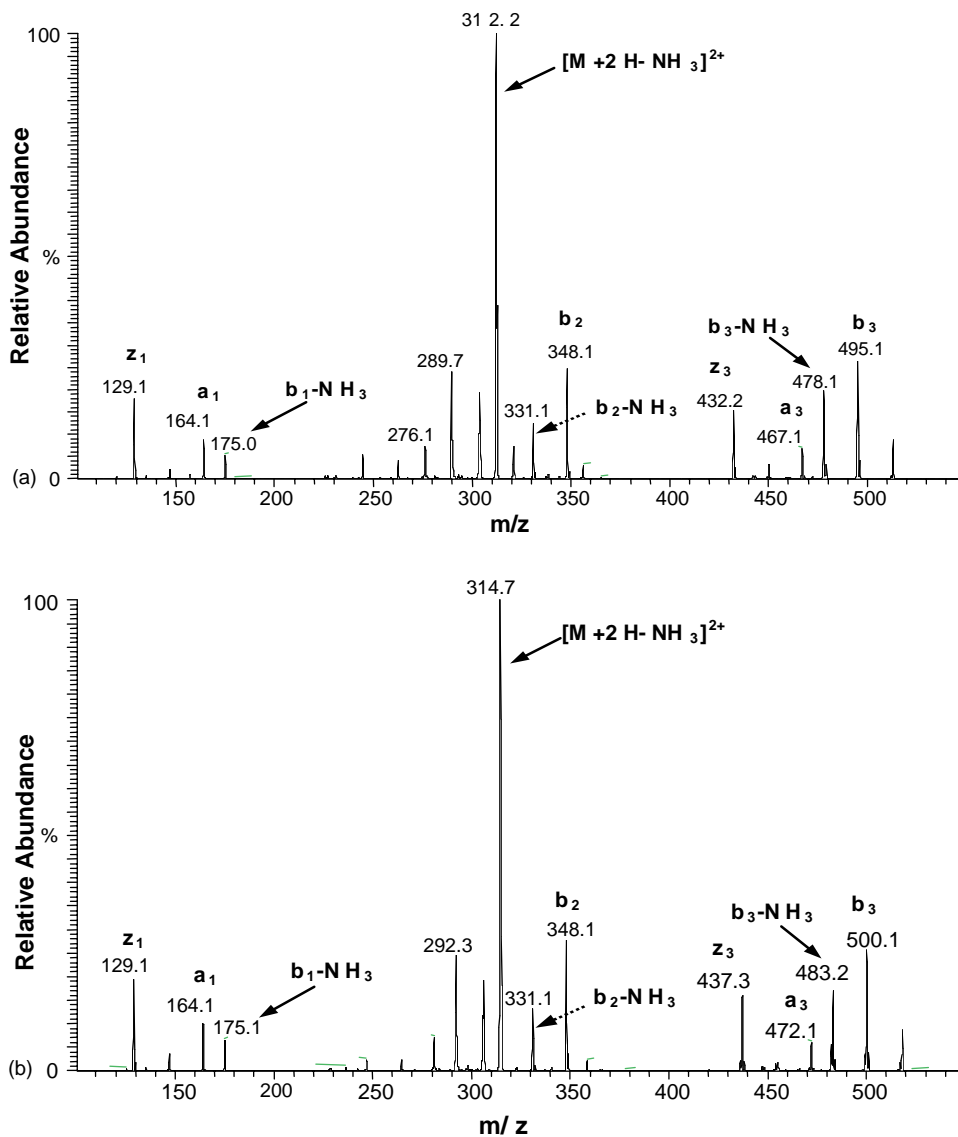 31 2. 2
100
[M +2 H- NH 3]2+
Relative Abundance
%
b 2
b 3-N H 3
b 3
z 1
289.7
348.1
z 3
478.1
495.1
129.1
a 1
b 1-N H 3
331.1
b 2-N H 3
432.2
a 3
164.1
175.0
276.1
467.1
(a)
0
150 200 250 300 350 400 450 500
m/z
314.7
100
[M +2 H- NH 3]2+
Relative Abundance
%
b 2
b 3-N H 3
b 3
z 1
292.3
348.1
z 3
483.2
500.1
129.1
a 1
b 1-N H 3
331.1
b 2-N H 3
437.3
a 3
164.1
175.1
472.1
(b)
0
150 200 250 300 350 400 450 500
m/ z